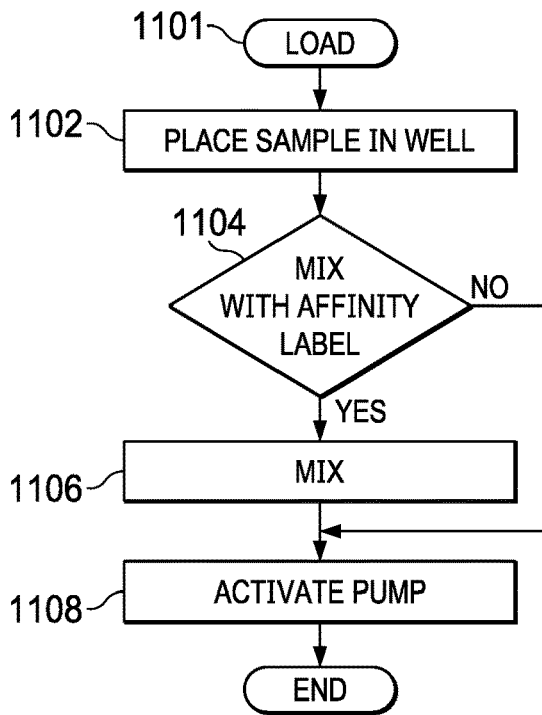 1101
LOAD
1102
PLACE SAMPLE IN WELL
1104
MIX
WITH AFFINITY
LABEL
NO
YES
1106
MIX
1108
ACTIVATE PUMP
END